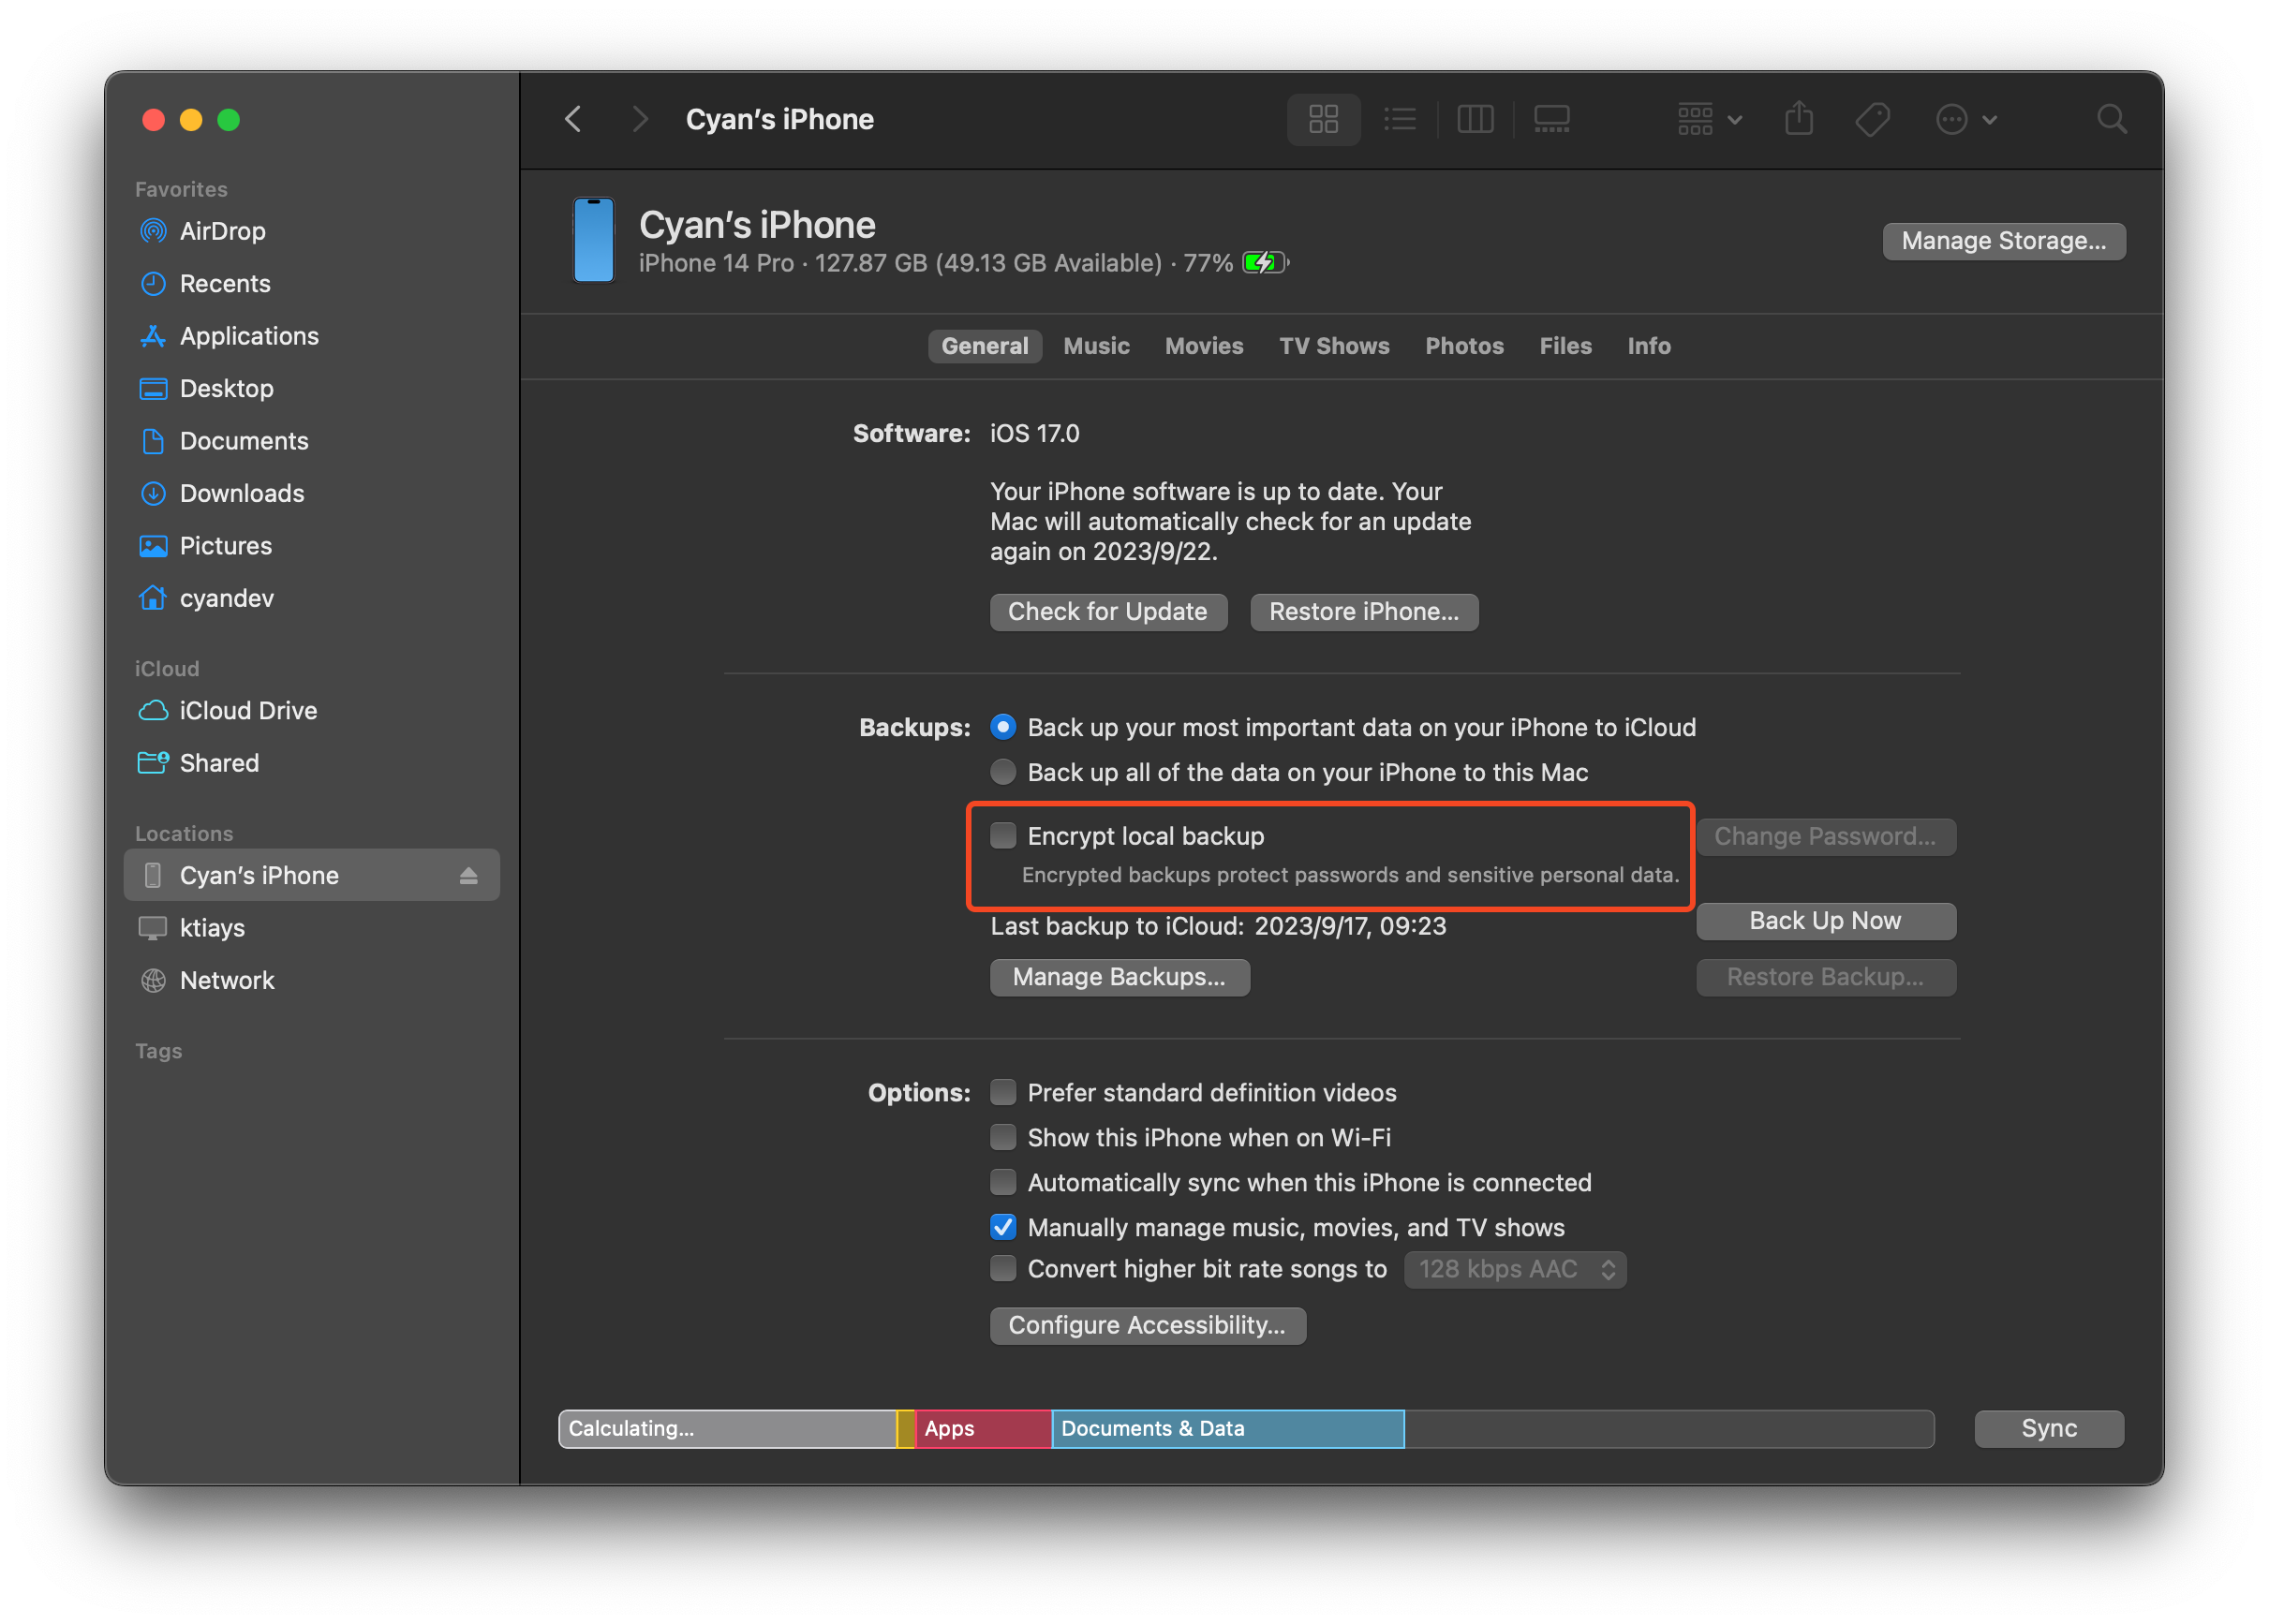 Cyan’s iPhone
Favorites
AirDrop
Recents
Applications
Desktop
Documents
Downloads
Pictures
cyandev
iCloud
iCloud Drive
Shared
Locations
Cyan’s iPhone
ktiays
Network
Tags
Cyan’s iPhone
iPhone 14 Pro · 127.87 GB (49.13 GB Available) · 77%
Manage Storage...
General Music Movies TV Shows Photos Files Info
Software: iOS 17.0
Your iPhone software is up to date. Your
Mac will automatically check for an update
again on 2023/9/22.
Check for Update Restore iPhone...
Backups: Back up your most important data on your iPhone to iCloud
Back up all of the data on your iPhone to this Mac
Encrypt local backup Change Password...
Encrypted backups protect passwords and sensitive personal data.
Last backup to iCloud: 2023/9/17, 09:23 Back Up Now
Manage Backups... Restore Backup...
Options: Prefer standard definition videos
Show this iPhone when on Wi-Fi
Automatically sync when this iPhone is connected
Manually manage music, movies, and TV shows
Convert higher bit rate songs to 128 kbps AAC
Configure Accessibility...
Calculating... Apps Documents & Data Sync